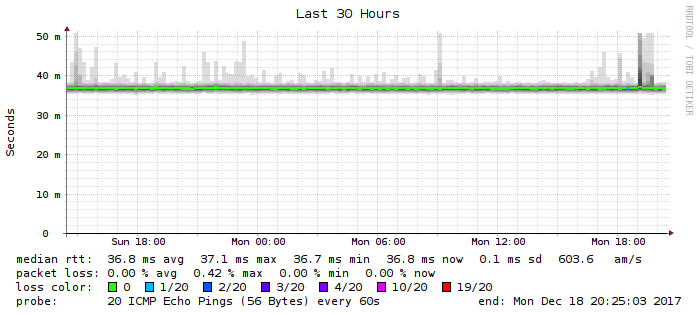 Last 30 Hours
RRDTOOL / TOBI OETIKER
Seconds
50 m
40 m
30 m
20 m
10 m
0
Sun 18:00 Mon 00:00 Mon 06:00 Mon 12:00 Mon 18:00
median rtt: 36.8 ms avg 37.1 ms max 36.7 ms min 36.8 ms now 0.1 ms sd 603.6 am/s
packet loss: 0.00 % avg 0.42 % max 0.00 % min 0.00 % now
loss color: 0 1/20 2/20 3/20 4/20 10/20 19/20
probe: 20 ICMP Echo Pings (56 Bytes) every 60s end: Mon Dec 18 20:25:03 2017